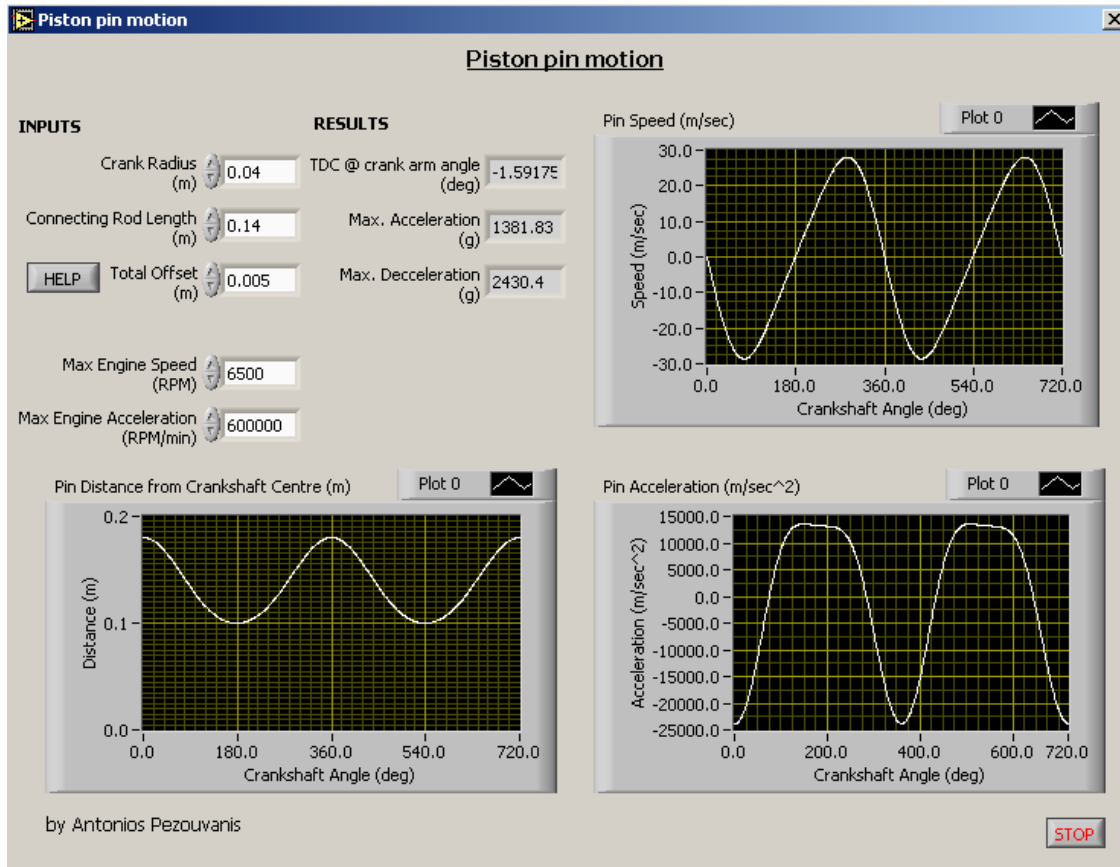 Piston pin motion
Piston pin motion
INPUTS
Crank Radius
(m)
0.04
Connecting Rod Length
(m)
0.14
HELP
Total Offset
(m)
0.005
Max Engine Speed
(RPM)
6500
Max Engine Acceleration
(RPM/min)
600000
RESULTS
TDC @ crank arm angle
(deg)
-1.59175
Max. Acceleration
(g)
1381.83
Max. Decceleration
(g)
2430.4
Pin Speed (m/sec)
Plot 0
30.0
20.0
10.0
0.0
-10.0
-20.0
-30.0
Speed (m/sec)
0.0 180.0 360.0 540.0 720.0
Crankshaft Angle (deg)
Pin Distance from Crankshaft Centre (m)
Plot 0
0.2
0.1
0.0
Distance (m)
0.0 180.0 360.0 540.0 720.0
Crankshaft Angle (deg)
Pin Acceleration (m/sec^2)
Plot 0
15000.0
10000.0
5000.0
0.0
-5000.0
-10000.0
-15000.0
-20000.0
-25000.0
Acceleration (m/sec^2)
0.0 200.0 400.0 600.0 720.0
Crankshaft Angle (deg)
by Antonios Pezouvanis
STOP